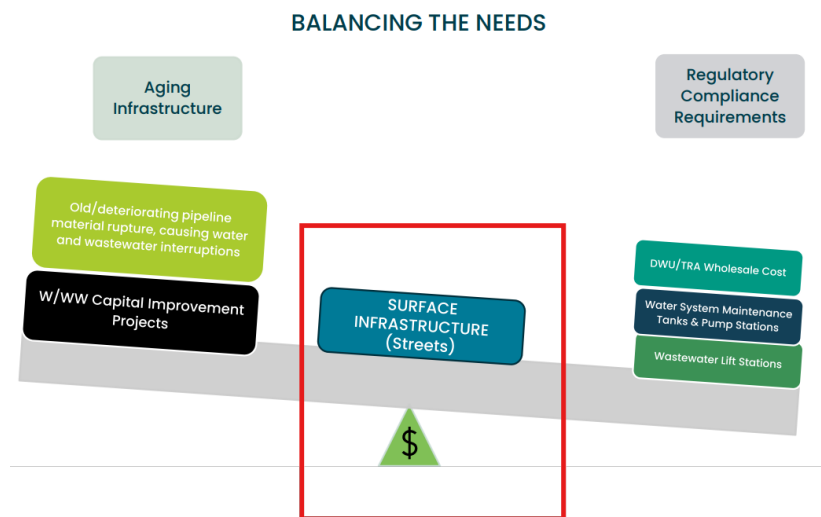 BALANCING THE NEEDS
Aging
Infrastructure
Regulatory
Compliance
Requirements
Old/deteriorating pipeline
material rupture, causing water
and wastewater interruptions
W/WW Capital Improvement
Projects
SURFACE
INFRASTRUCTURE
(Streets)
DWU/TRA Wholesale Cost
Water System Maintenance
Tanks & Pump Stations
Wastewater Lift Stations
$